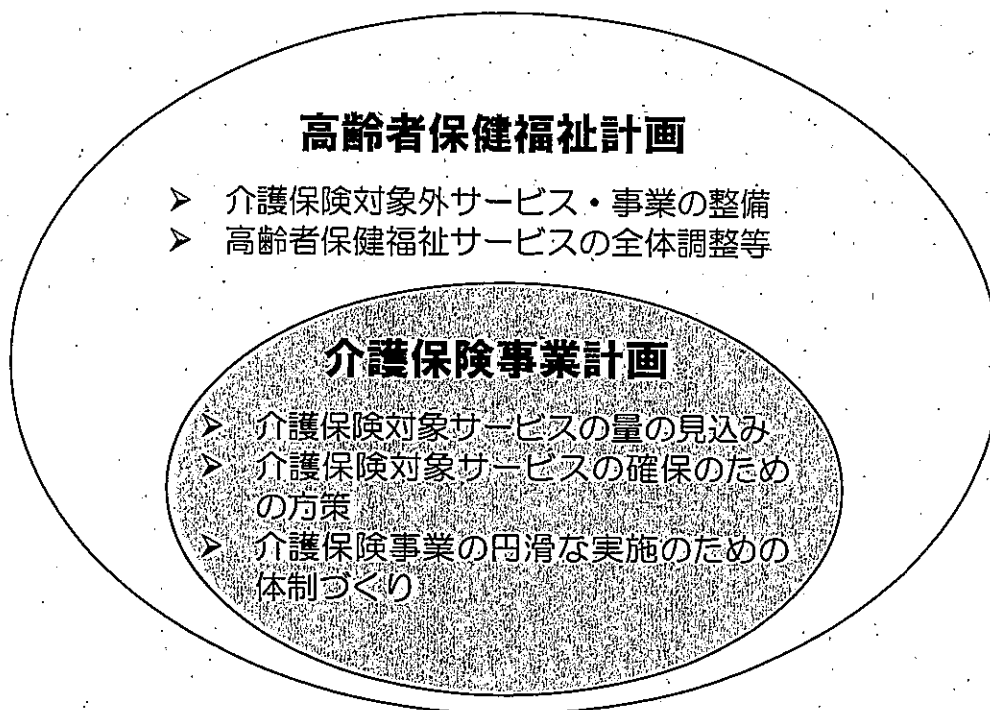 高齢者保健福祉計画
➢ 介護保険対象外サービス・事業の整備
➢ 高齢者保健福祉サービスの全体調整等
介護保険事業計画
➢ 介護保険対象サービスの量の見込み
➢ 介護保険対象サービスの確保のため
の方策
➢ 介護保険事業の円滑な実施のための
体制づくり